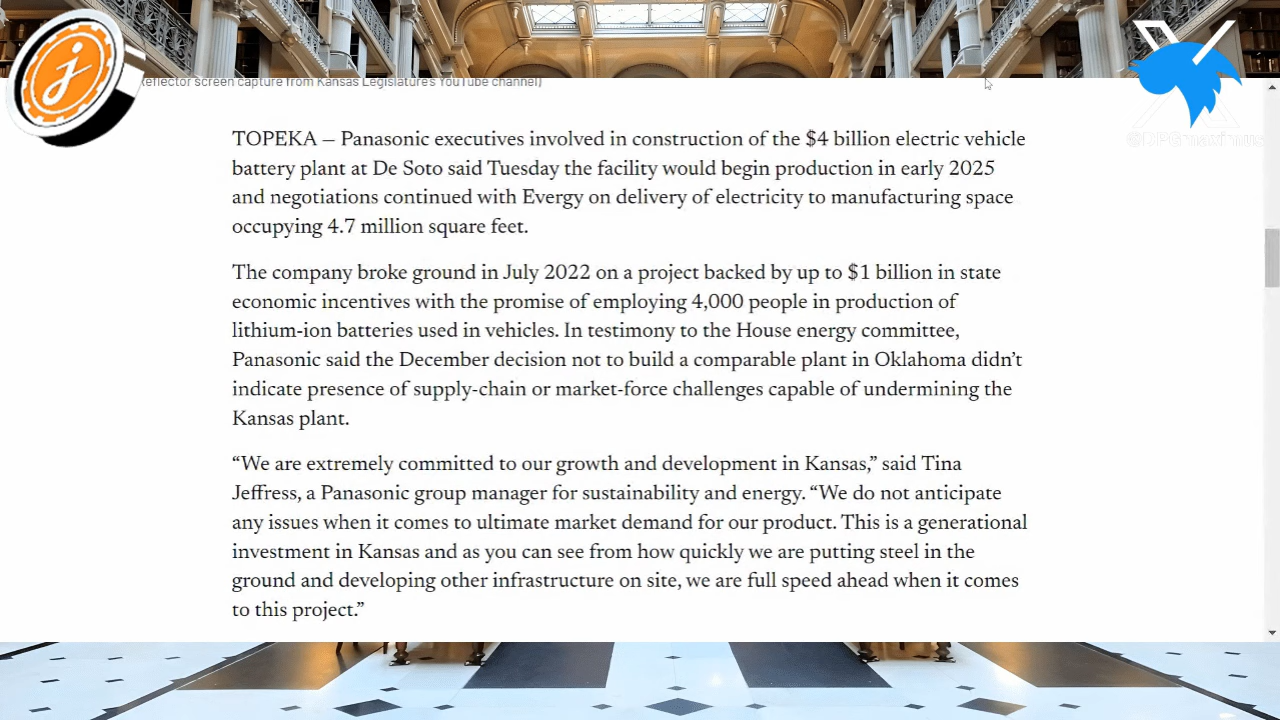 eflector screen capture from Kansas Legislature's YouTube channel)
TOPEKA — Panasonic executives involved in construction of the $4 billion electric vehicle
battery plant at De Soto said Tuesday the facility would begin production in early 2025
and negotiations continued with Evergy on delivery of electricity to manufacturing space
occupying 4.7 million square feet.
The company broke ground in July 2022 on a project backed by up to $1 billion in state
economic incentives with the promise of employing 4,000 people in production of
lithium-ion batteries used in vehicles. In testimony to the House energy committee,
Panasonic said the December decision not to build a comparable plant in Oklahoma didn’t
indicate presence of supply-chain or market-force challenges capable of undermining the
Kansas plant.
“We are extremely committed to our growth and development in Kansas,” said Tina
Jeffress, a Panasonic group manager for sustainability and energy. “We do not anticipate
any issues when it comes to ultimate market demand for our product. This is a generational
investment in Kansas and as you can see from how quickly we are putting steel in the
ground and developing other infrastructure on site, we are full speed ahead when it comes
to this project.”